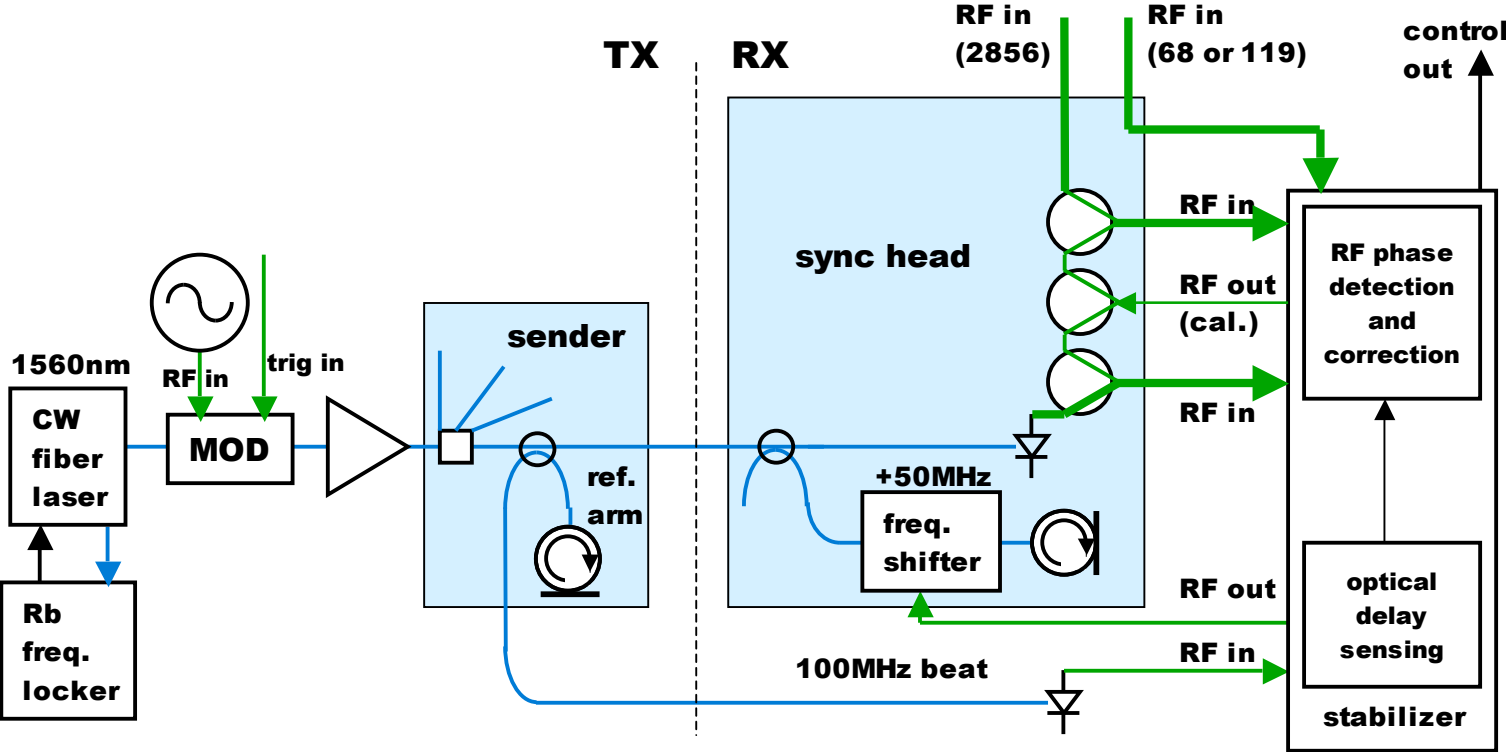 RF in
(2856)
RF in
(68 or 119)
control
out
TX
RX
RF in
sync head
RF phase
detection
and
correction
RF out
(cal.)
sender
1560nm
RF in
trig in
RF in
CW
fiber
laser
MOD
ref.
arm
+50MHz
freq.
shifter
Rb
freq.
locker
RF out
optical
delay
sensing
RF in
100MHz beat
stabilizer